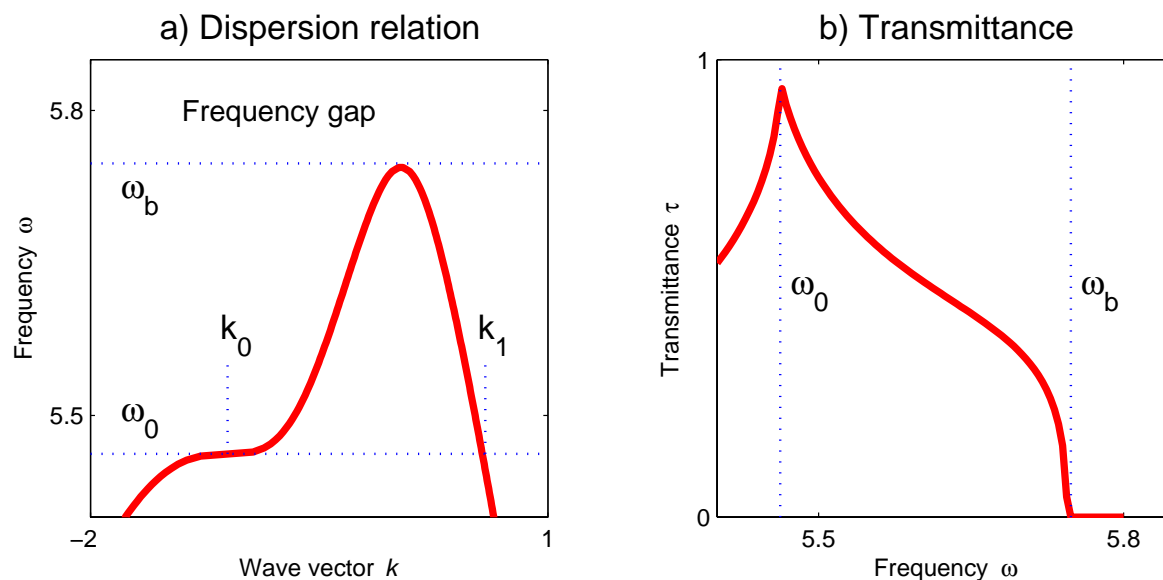 a) Dispersion relation
Frequency ω
5.8
5.5
Frequency gap
ω_b
k_0
k_1
ω_0
−2
1
Wave vector k
b) Transmittance
Transmittance τ
1
0
ω_0
ω_b
5.5
5.8
Frequency ω